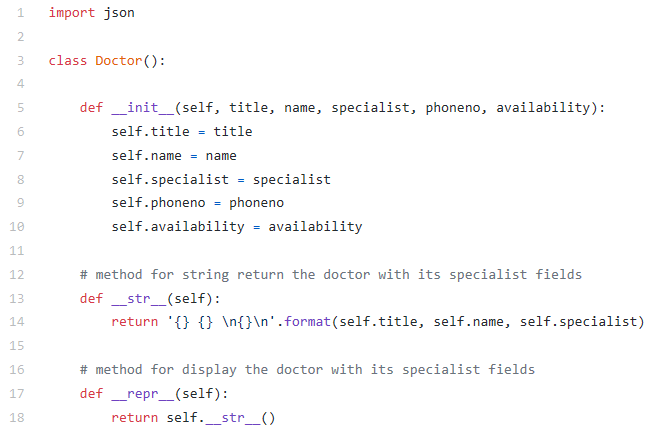 1 import json
2
3 class Doctor():
4
5     def __init__(self, title, name, specialist, phoneno, availability):
6         self.title = title
7         self.name = name
8         self.specialist = specialist
9         self.phoneno = phoneno
10         self.availability = availability
11
12     # method for string return the doctor with its specialist fields
13     def __str__(self):
14         return '{} {} \n{}\n'.format(self.title, self.name, self.specialist)
15
16     # method for display the doctor with its specialist fields
17     def __repr__(self):
18         return self.__str__()